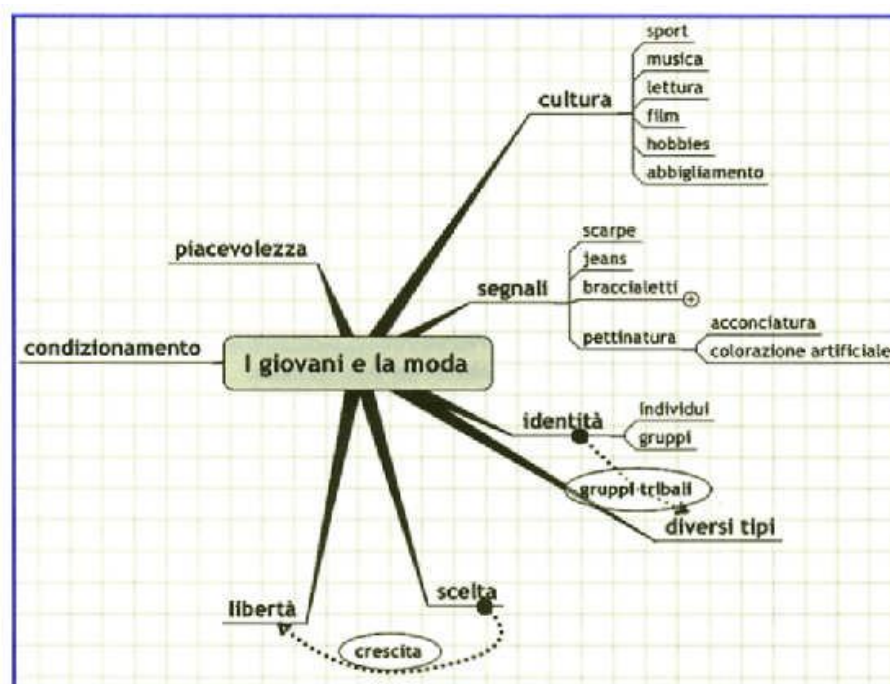 sport
musica
cultura
lettura
film
hobbies
abbigliamento
piacevolezza
scarpe
jeans
segnali
braccialetti
pettinatura
acconciatura
colorazione artificiale
condizionamento
I giovani e la moda
identità
individui
gruppi
gruppi tribali
diversi tipi
scelta
libertà
crescita